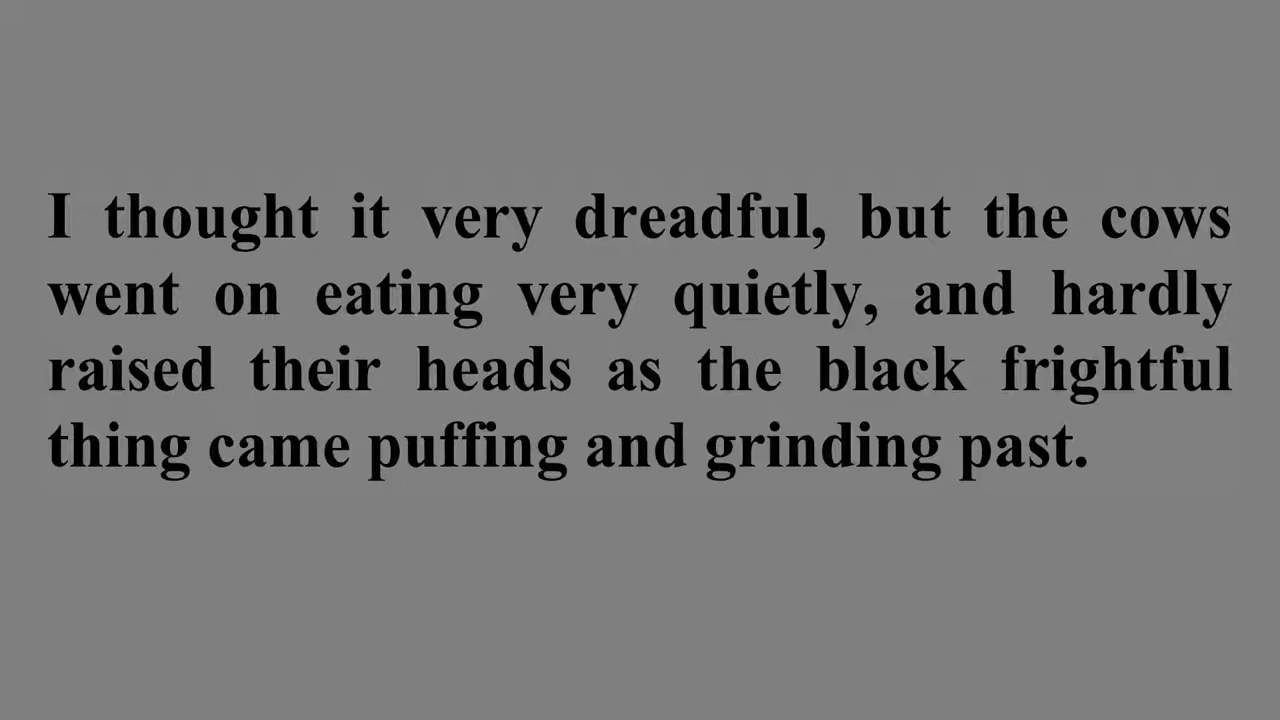 I thought it very dreadful, but the cows
went on eating very quietly, and hardly
raised their heads as the black frightful
thing came puffing and grinding past.